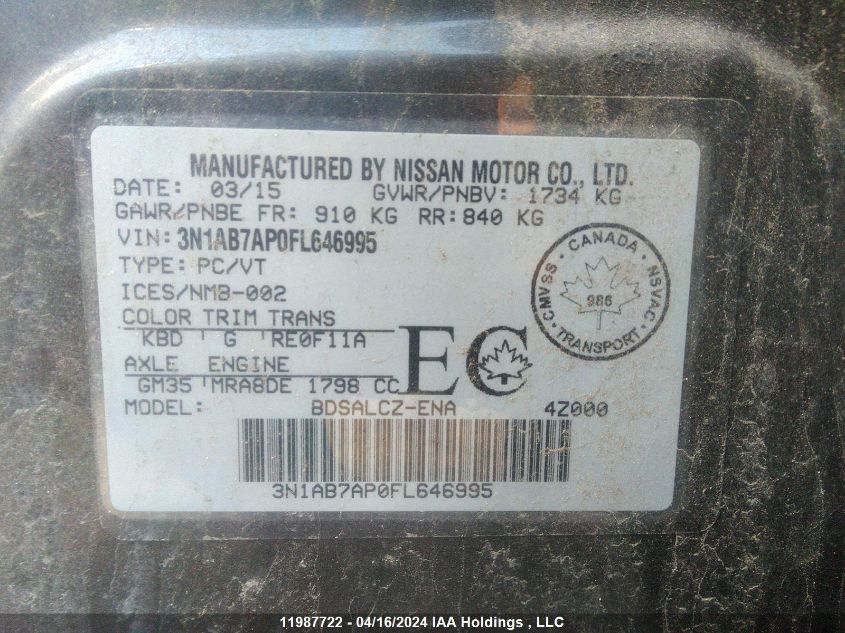 MANUFACTURED BY NISSAN MOTOR CO., LTD.
DATE: 03/15 GVWR/PNBV: 1734 KG
GAWR/PNBE FR: 910 KG RR:840 KG
VIN: 3N1AB7AP0FL646995
TYPE: PC/VT
ICES/NMB-002
COLOR TRIM TRANS
KBD G RE0F11A
AXLE ENGINE
GM35 MRA8DE 1798 CC
EC
CANADA
CMVSS 986 NSVAC
TRANSPORT
MODEL: BDSALCZ-ENA 4Z000
3N1AB7AP0FL646995
11987722 - 04/16/2024 IAA Holdings , LLC